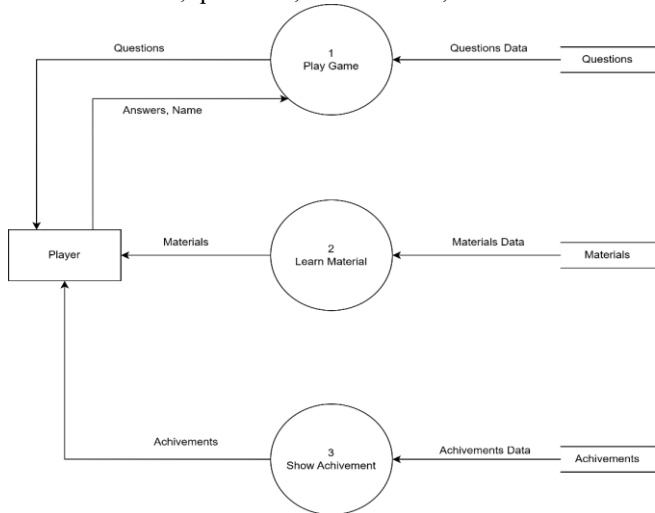 Questions
1
Play Game
Questions Data
Questions
Answers, Name
Player
Materials
2
Learn Material
Materials Data
Materials
Achivements
3
Show Achivement
Achivements Data
Achivements